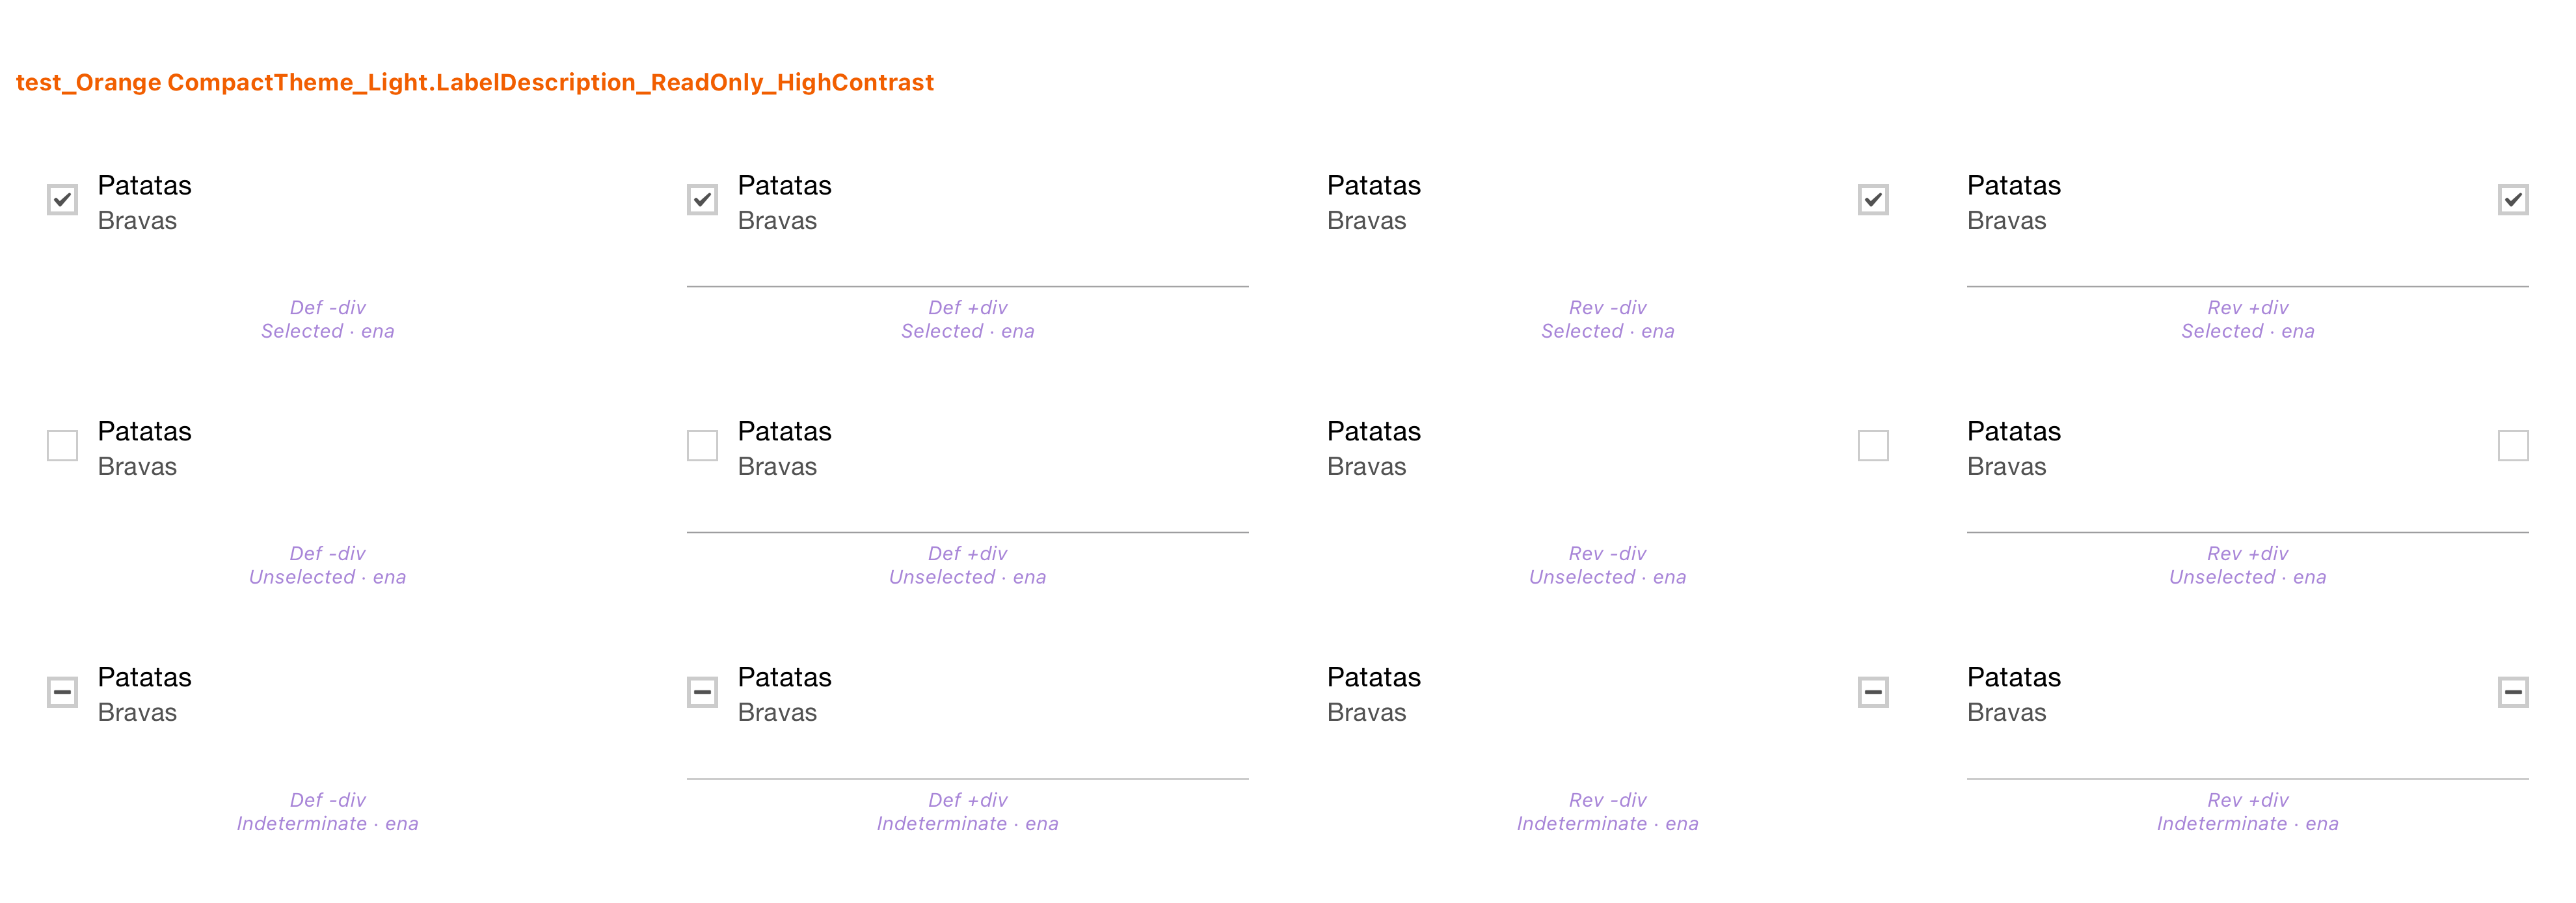 test_Orange CompactTheme_Light.LabelDescription_ReadOnly_HighContrast
Patatas
Bravas
Def -div
Selected · ena
Patatas
Bravas
Def +div
Selected · ena
Patatas
Bravas
Rev -div
Selected · ena
Patatas
Bravas
Rev +div
Selected · ena
Patatas
Bravas
Def -div
Unselected · ena
Patatas
Bravas
Def +div
Unselected · ena
Patatas
Bravas
Rev -div
Unselected · ena
Patatas
Bravas
Rev +div
Unselected · ena
Patatas
Bravas
Def -div
Indeterminate · ena
Patatas
Bravas
Def +div
Indeterminate · ena
Patatas
Bravas
Rev -div
Indeterminate · ena
Patatas
Bravas
Rev +div
Indeterminate · ena